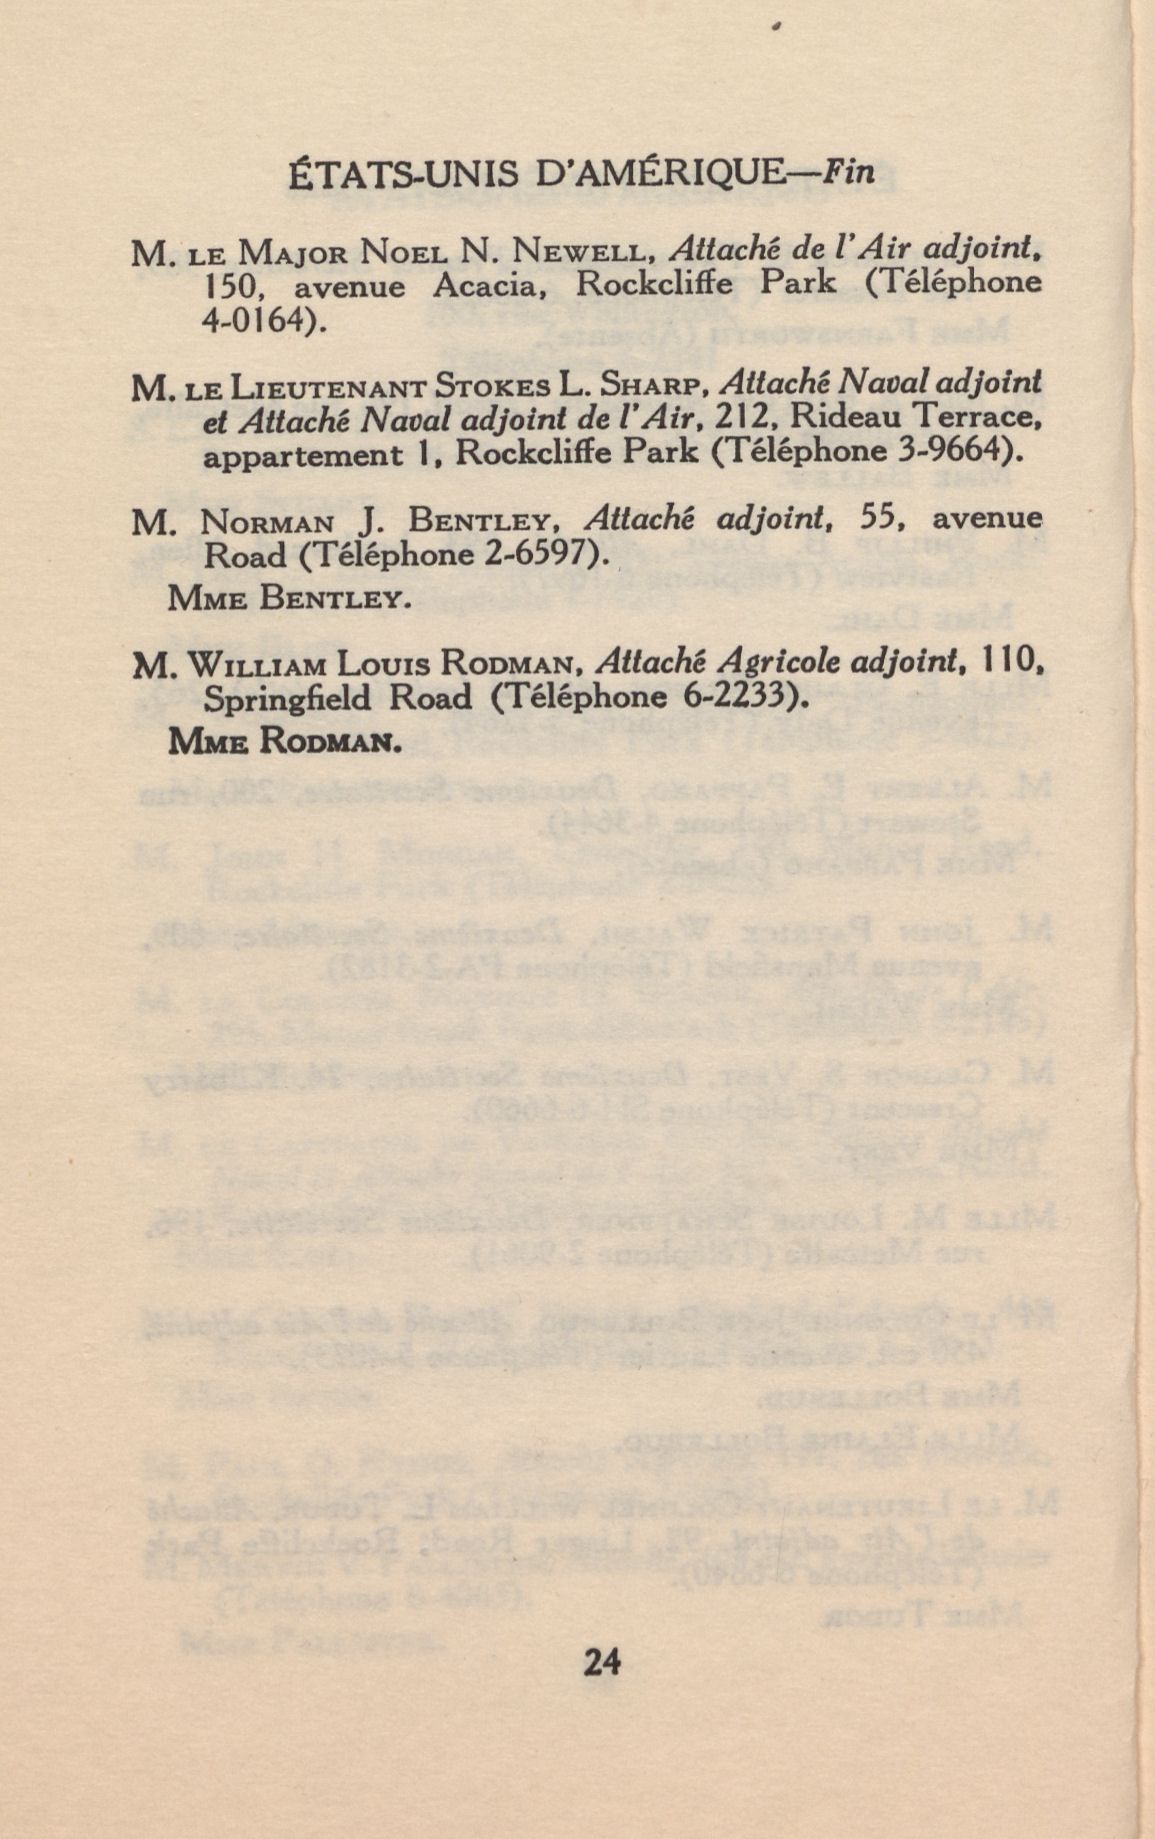 ÉTATS-UNIS D'AMÉRIQUE—Fin
M. LE MAJOR NOEL N. NEWELL, Attaché de l'Air adjoint,
150, avenue Acacia, Rockcliffe Park (Téléphone
4-0164).
M. LE LIEUTENANT STOKES L. SHARP, Attaché Naval adjoint
et Attaché Naval adjoint de l'Air, 212, Rideau Terrace,
appartement 1, Rockcliffe Park (Téléphone 3-9664).
M. NORMAN J. BENTLEY, Attaché adjoint, 55, avenue
Road (Téléphone 2-6597).
MME BENTLEY.
M. WILLIAM LOUIS RODMAN, Attaché Agricole adjoint, 110,
Springfield Road (Téléphone 6-2233).
MME RODMAN.
24